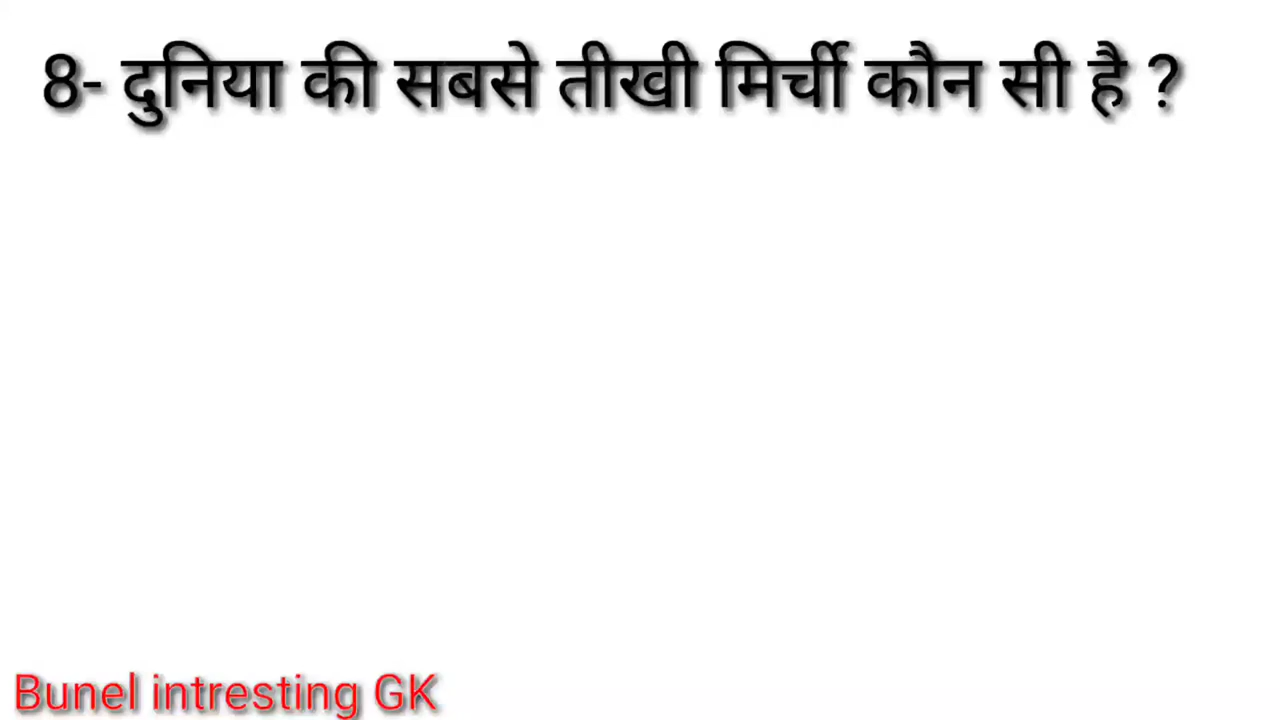 8- दुनिया की सबसे तीखी मिर्ची कौन सी है ?
Bunel intresting GK